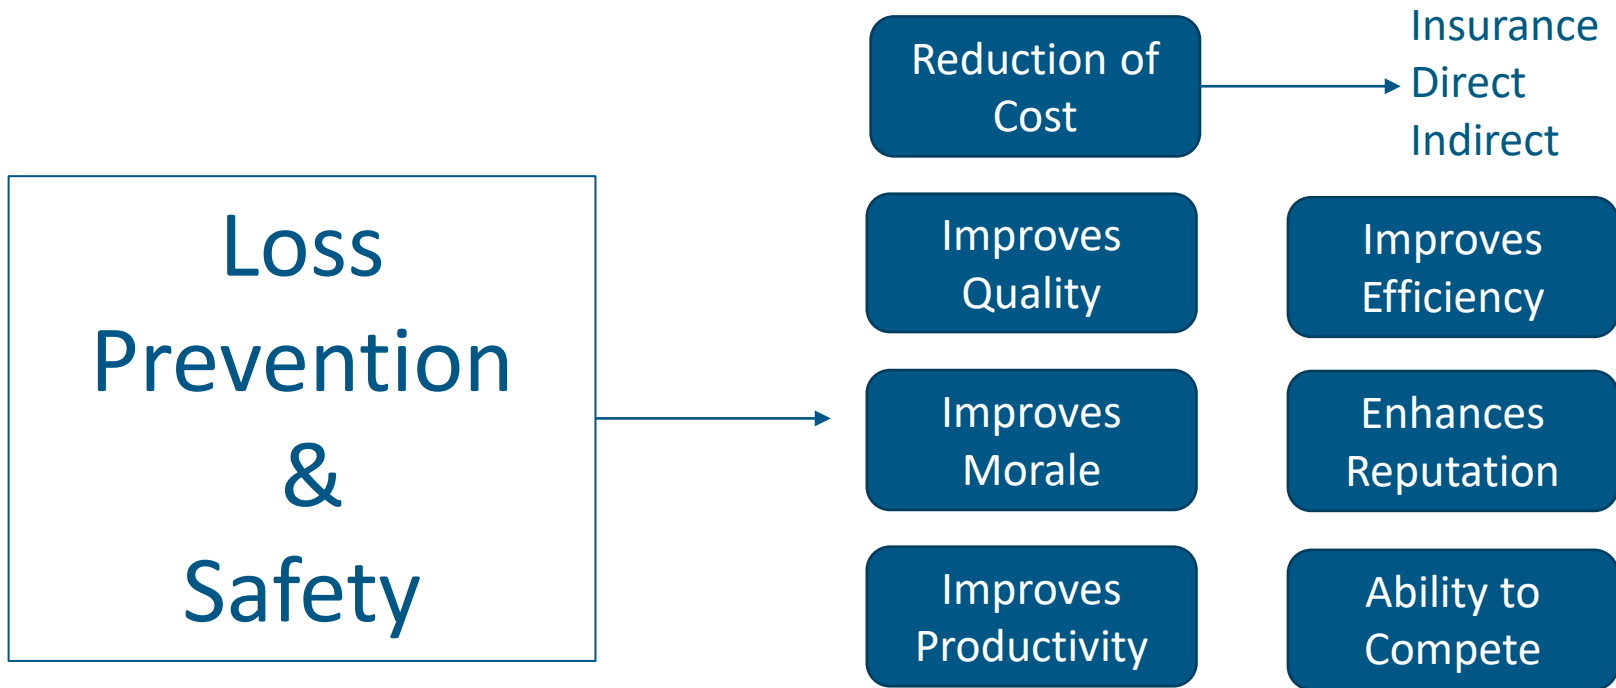 Loss
Prevention
&
Safety
Reduction of
Cost
Insurance
Direct
Indirect
Improves
Quality
Improves
Efficiency
Improves
Morale
Enhances
Reputation
Improves
Productivity
Ability to
Compete